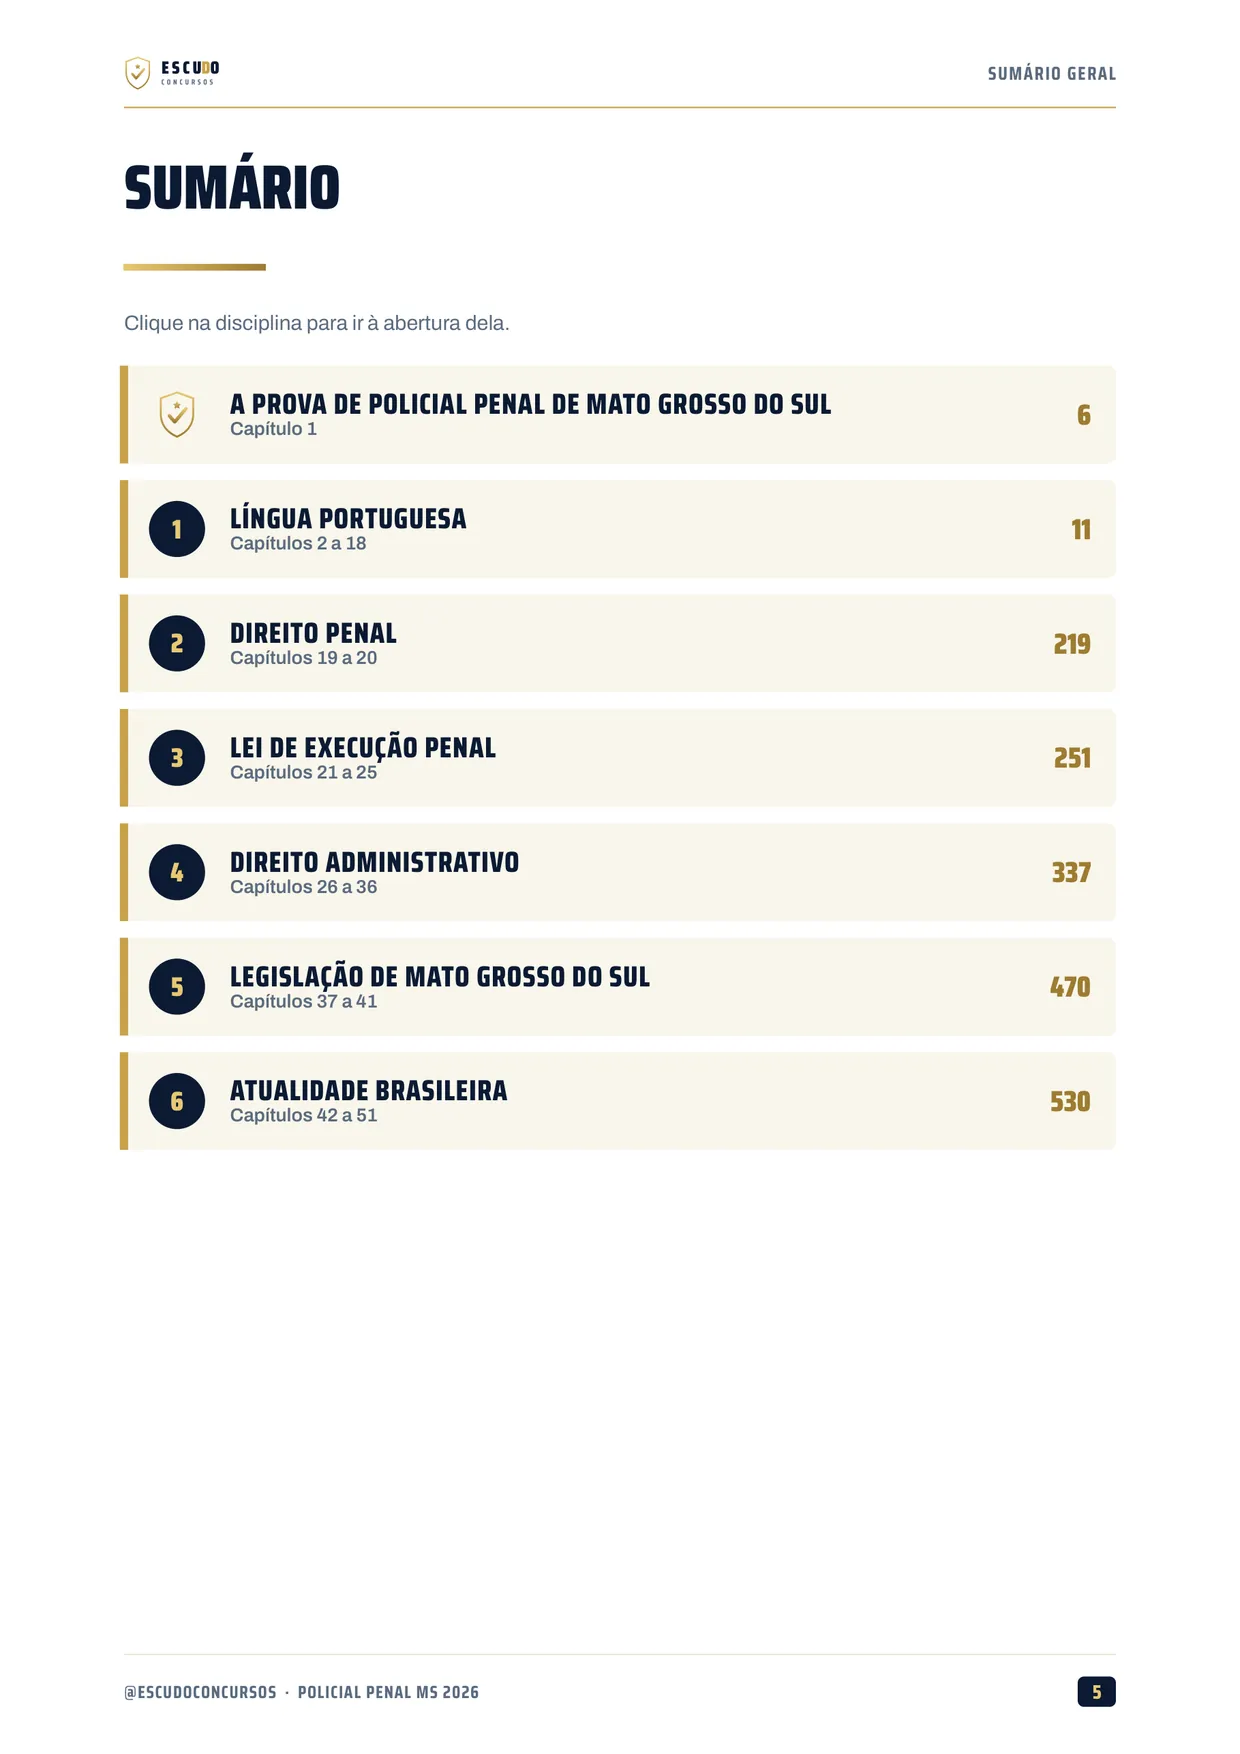 ESCUDO
CONCURSOS
SUMÁRIO GERAL
SUMÁRIO
Clique na disciplina para ir à abertura dela.
A PROVA DE POLICIAL PENAL DE MATO GROSSO DO SUL
Capítulo 1
6
1
LÍNGUA PORTUGUESA
Capítulos 2 a 18
11
2
DIREITO PENAL
Capítulos 19 a 20
219
3
LEI DE EXECUÇÃO PENAL
Capítulos 21 a 25
251
4
DIREITO ADMINISTRATIVO
Capítulos 26 a 36
337
5
LEGISLAÇÃO DE MATO GROSSO DO SUL
Capítulos 37 a 41
470
6
ATUALIDADE BRASILEIRA
Capítulos 42 a 51
530
@ESCUDOCONCURSOS · POLICIAL PENAL MS 2026
5